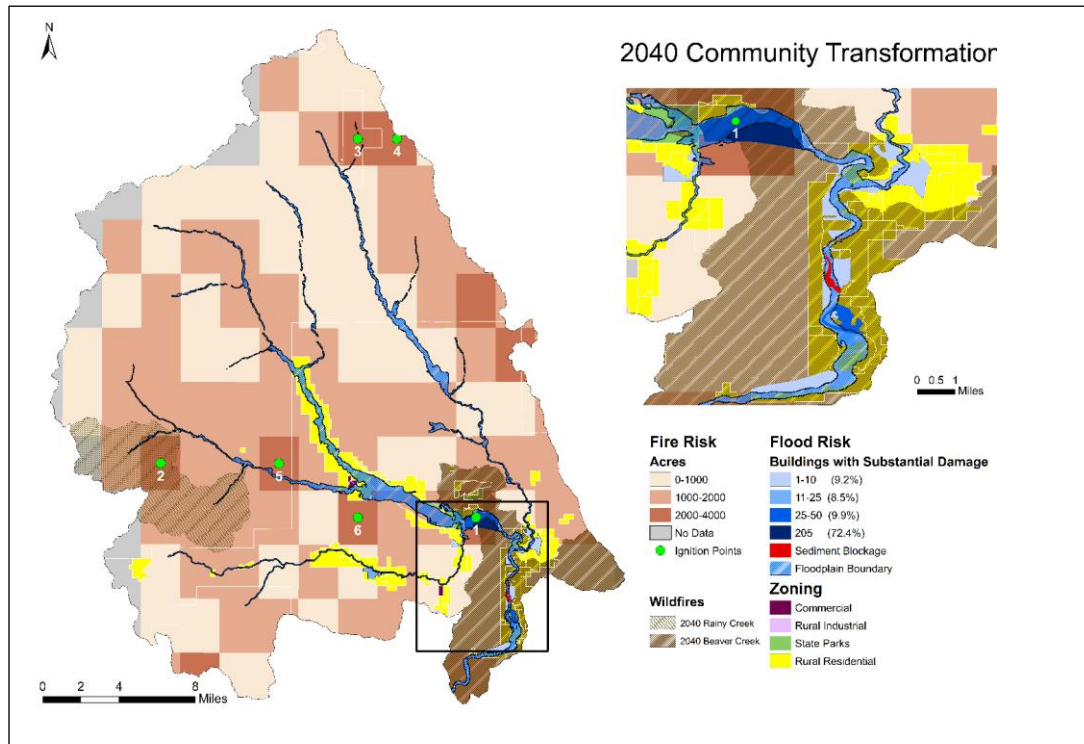 N
2040 Community Transformation
1
3
4
2
5
6
1
0 0.5 1
Miles
0 2 4 8
Miles
Fire Risk
Acres
0-1000
1000-2000
2000-4000
No Data
Ignition Points
Wildfires
2040 Rainy Creek
2040 Beaver Creek
Flood Risk
Buildings with Substantial Damage
1-10 (9.2%)
11-25 (8.5%)
25-50 (9.9%)
205 (72.4%)
Sediment Blockage
Floodplain Boundary
Zoning
Commercial
Rural Industrial
State Parks
Rural Residential